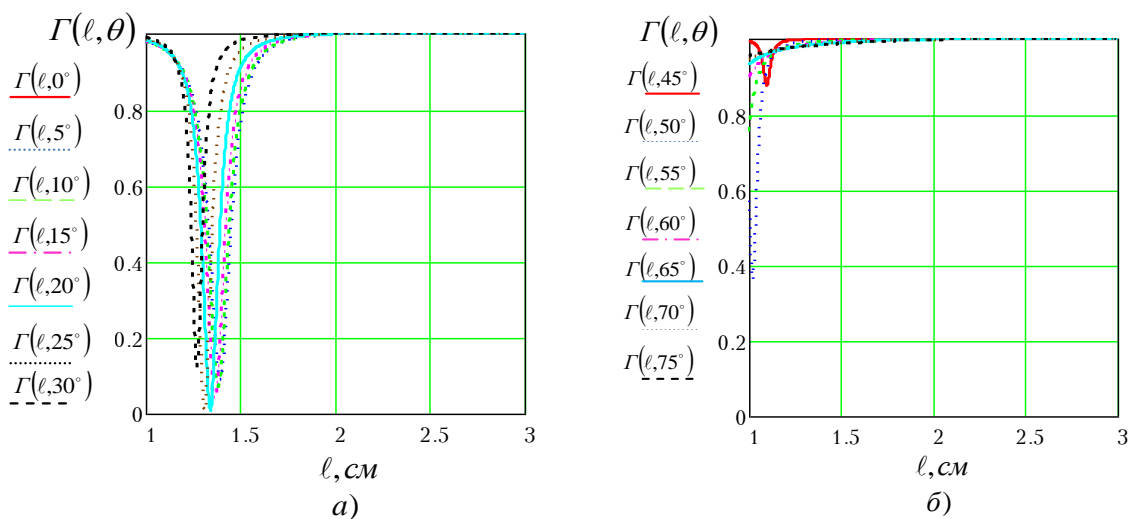 Γ(ℓ,θ)
Γ(ℓ,0°)
Γ(ℓ,5°)
Γ(ℓ,10°)
Γ(ℓ,15°)
Γ(ℓ,20°)
Γ(ℓ,25°)
Γ(ℓ,30°)
0.8
0.6
0.4
0.2
0
1
1.5
2
2.5
3
ℓ, см
а)
Γ(ℓ,θ)
Γ(ℓ,45°)
Γ(ℓ,50°)
Γ(ℓ,55°)
Γ(ℓ,60°)
Γ(ℓ,65°)
Γ(ℓ,70°)
Γ(ℓ,75°)
0.8
0.6
0.4
0.2
0
1
1.5
2
2.5
3
ℓ, см
б)